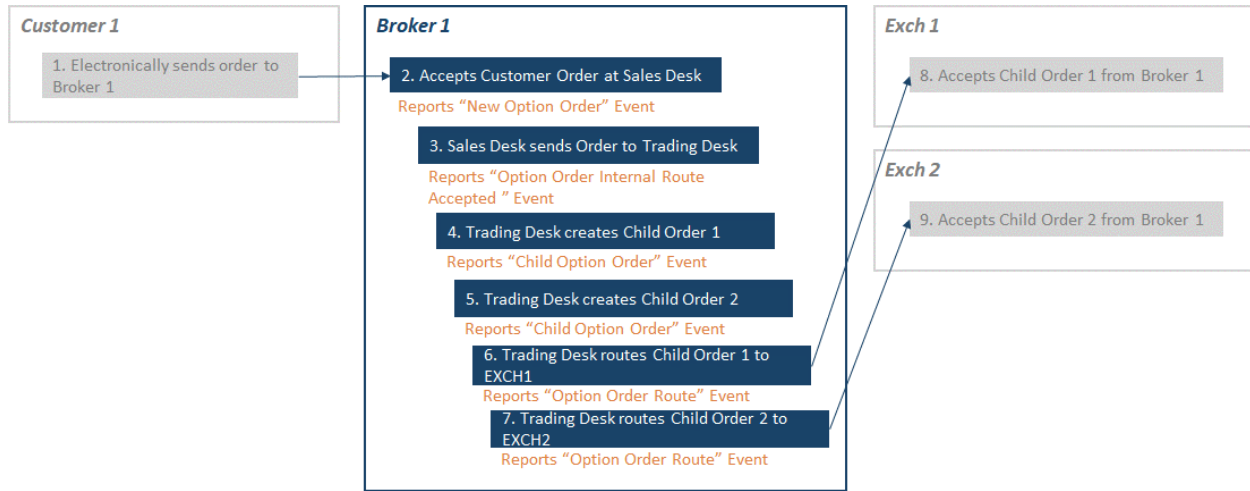 Customer 1
1. Electronically sends order to
Broker 1
Broker 1
2. Accepts Customer Order at Sales Desk
Reports “New Option Order” Event
3. Sales Desk sends Order to Trading Desk
Reports “Option Order Internal Route
Accepted ” Event
4. Trading Desk creates Child Order 1
Reports “Child Option Order” Event
5. Trading Desk creates Child Order 2
Reports “Child Option Order” Event
6. Trading Desk routes Child Order 1 to
EXCH1
Reports “Option Order Route” Event
7. Trading Desk routes Child Order 2 to
EXCH2
Reports “Option Order Route” Event
Exch 1
8. Accepts Child Order 1 from Broker 1
Exch 2
9. Accepts Child Order 2 from Broker 1